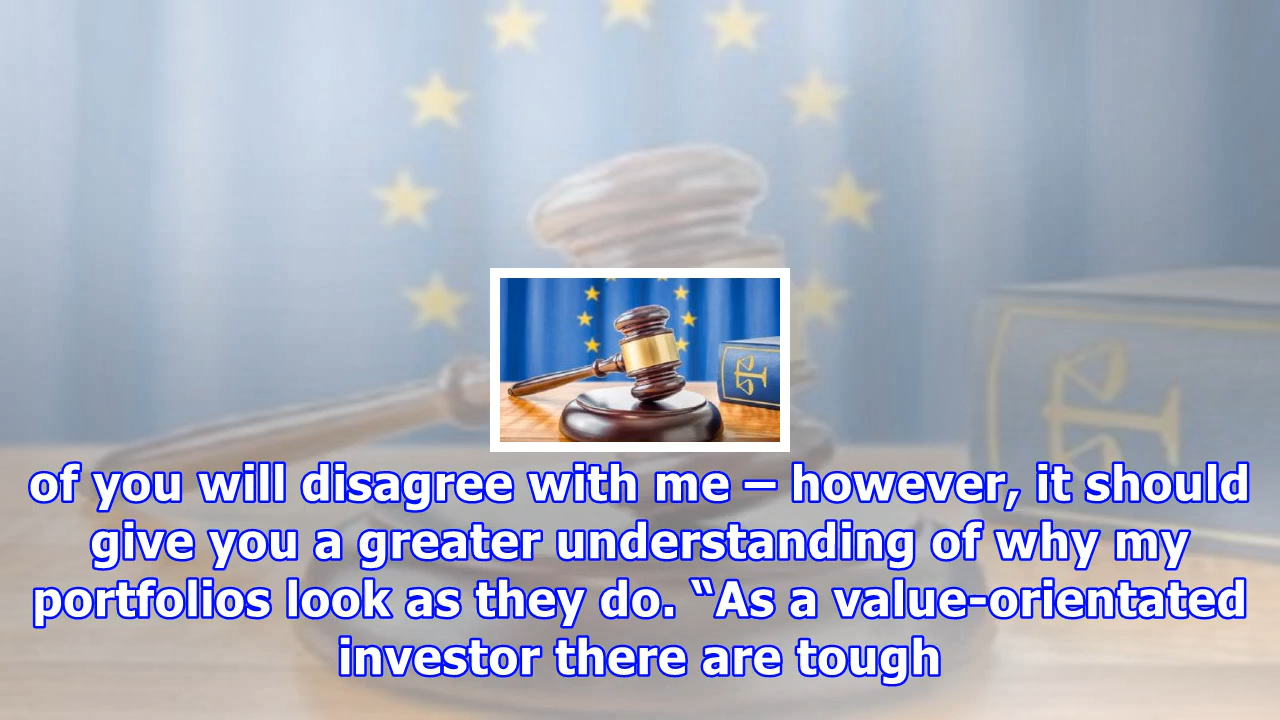 of you will disagree with me – however, it should
give you a greater understanding of why my
portfolios look as they do. “As a value-orientated
investor there are tough